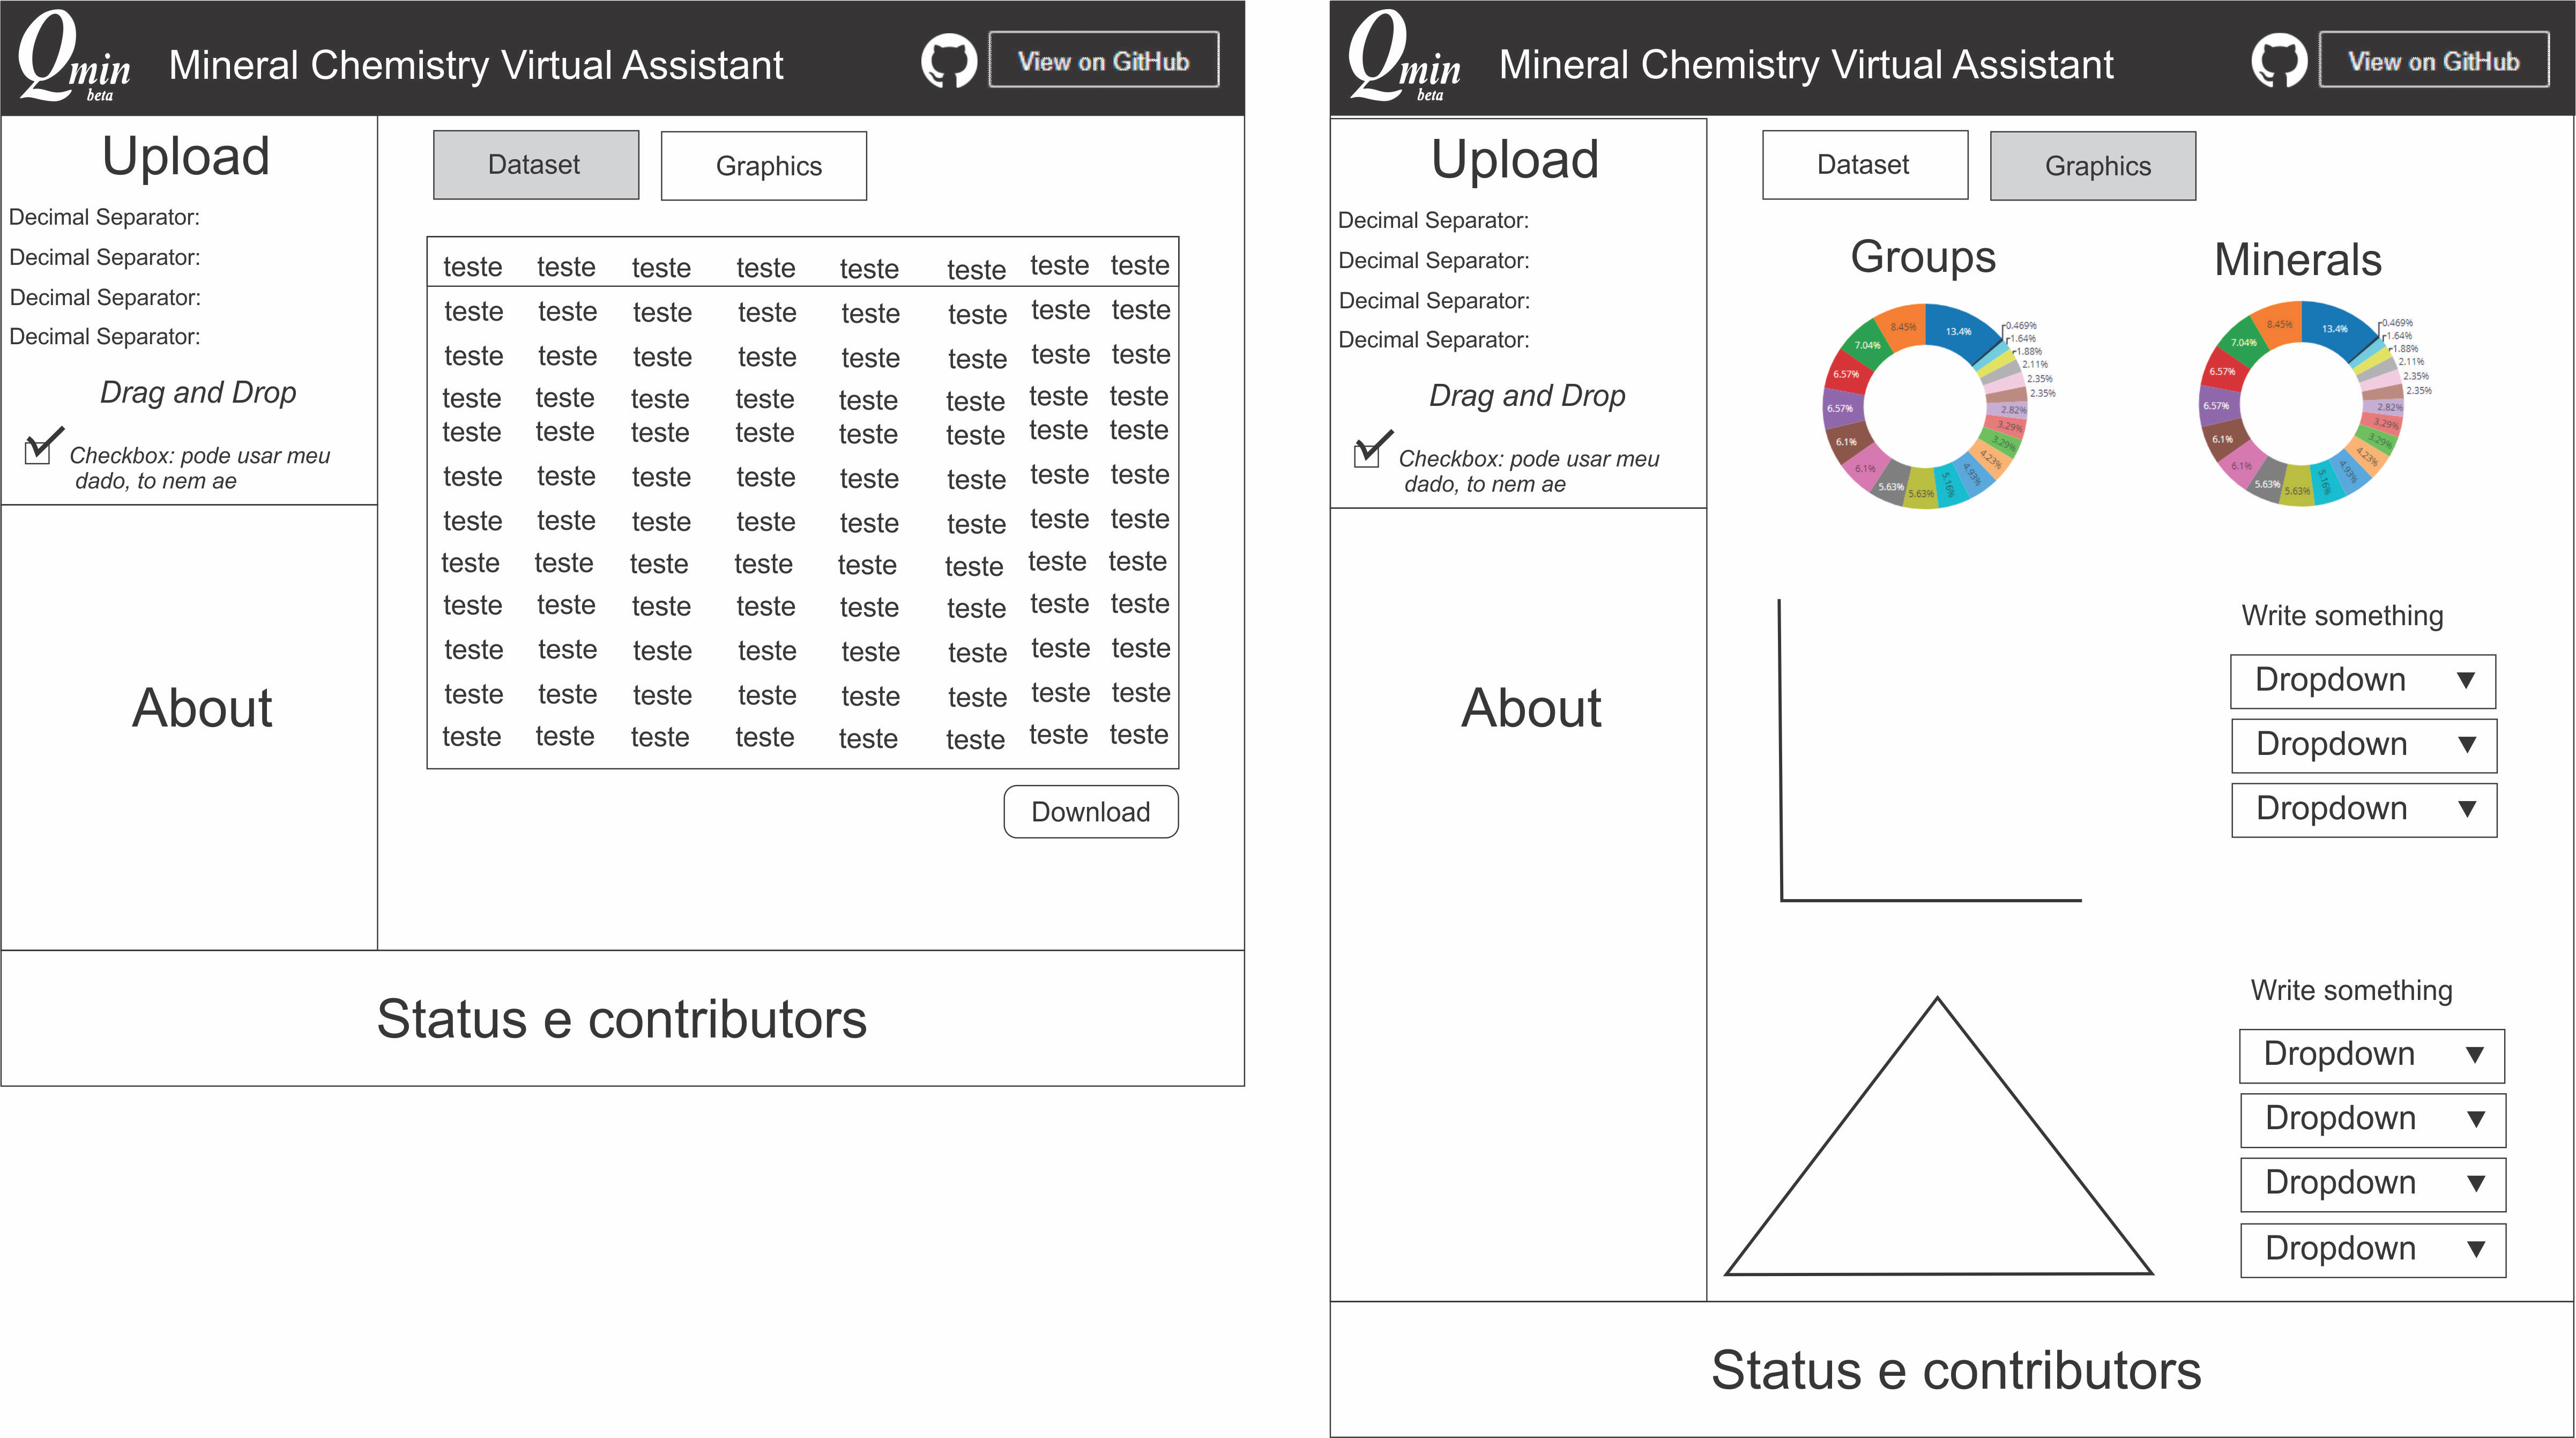 Qmin beta Mineral Chemistry Virtual Assistant View on GitHub
Upload
Decimal Separator:
Decimal Separator:
Decimal Separator:
Decimal Separator:
Drag and Drop
Checkbox: pode usar meu
dado, to nem ae
About
Dataset Graphics
teste teste teste teste teste teste teste teste
teste teste teste teste teste teste teste teste
teste teste teste teste teste teste teste teste
teste teste teste teste teste teste teste teste
teste teste teste teste teste teste teste teste
teste teste teste teste teste teste teste teste
teste teste teste teste teste teste teste teste
teste teste teste teste teste teste teste teste
teste teste teste teste teste teste teste teste
teste teste teste teste teste teste teste teste
teste teste teste teste teste teste teste teste
teste teste teste teste teste teste teste teste
Download
Status e contributors
Qmin beta Mineral Chemistry Virtual Assistant View on GitHub
Upload
Decimal Separator:
Decimal Separator:
Decimal Separator:
Decimal Separator:
Drag and Drop
Checkbox: pode usar meu
dado, to nem ae
About
Dataset Graphics
Groups
13.4%
0.469%
1.64%
1.88%
2.11%
2.35%
2.35%
2.82%
3.29%
3.29%
4.23%
4.93%
5.16%
5.63%
5.63%
6.1%
6.1%
6.57%
6.57%
7.04%
8.45%
Minerals
13.4%
0.469%
1.64%
1.88%
2.11%
2.35%
2.35%
2.82%
3.29%
3.29%
4.23%
4.93%
5.16%
5.63%
5.63%
6.1%
6.1%
6.57%
6.57%
7.04%
8.45%
Write something
Dropdown
Dropdown
Dropdown
Write something
Dropdown
Dropdown
Dropdown
Dropdown
Status e contributors